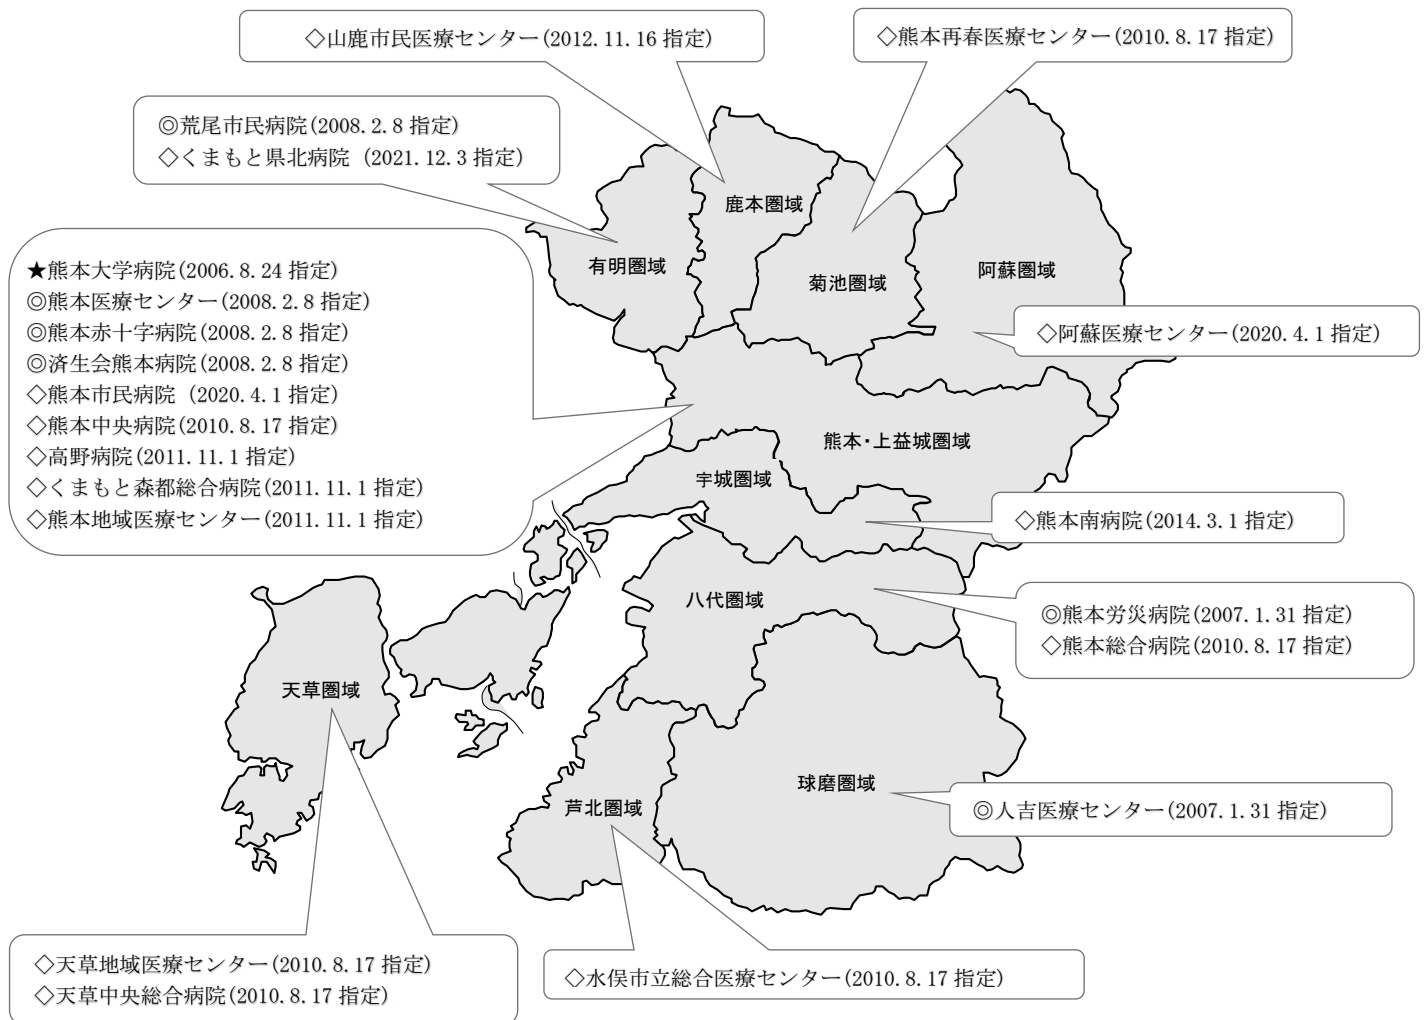 ◇山鹿市民医療センター(2012.11.16 指定)
◇熊本再春医療センター(2010.8.17 指定)
◎荒尾市民病院(2008.2.8 指定)
◇くまもと県北病院 (2021.12.3 指定)
鹿本圏域
有明圏域
菊池圏域
阿蘇圏域
★熊本大学病院(2006.8.24 指定)
◎熊本医療センター(2008.2.8 指定)
◎熊本赤十字病院(2008.2.8 指定)
◎済生会熊本病院(2008.2.8 指定)
◇熊本市民病院 (2020.4.1 指定)
◇熊本中央病院(2010.8.17 指定)
◇高野病院(2011.11.1 指定)
◇くまもと森都総合病院(2011.11.1 指定)
◇熊本地域医療センター(2011.11.1 指定)
◇阿蘇医療センター(2020.4.1 指定)
熊本・上益城圏域
宇城圏域
◇熊本南病院(2014.3.1 指定)
八代圏域
◎熊本労災病院(2007.1.31 指定)
◇熊本総合病院(2010.8.17 指定)
天草圏域
球磨圏域
芦北圏域
◎人吉医療センター(2007.1.31 指定)
◇天草地域医療センター(2010.8.17 指定)
◇天草中央総合病院(2010.8.17 指定)
◇水俣市立総合医療センター(2010.8.17 指定)